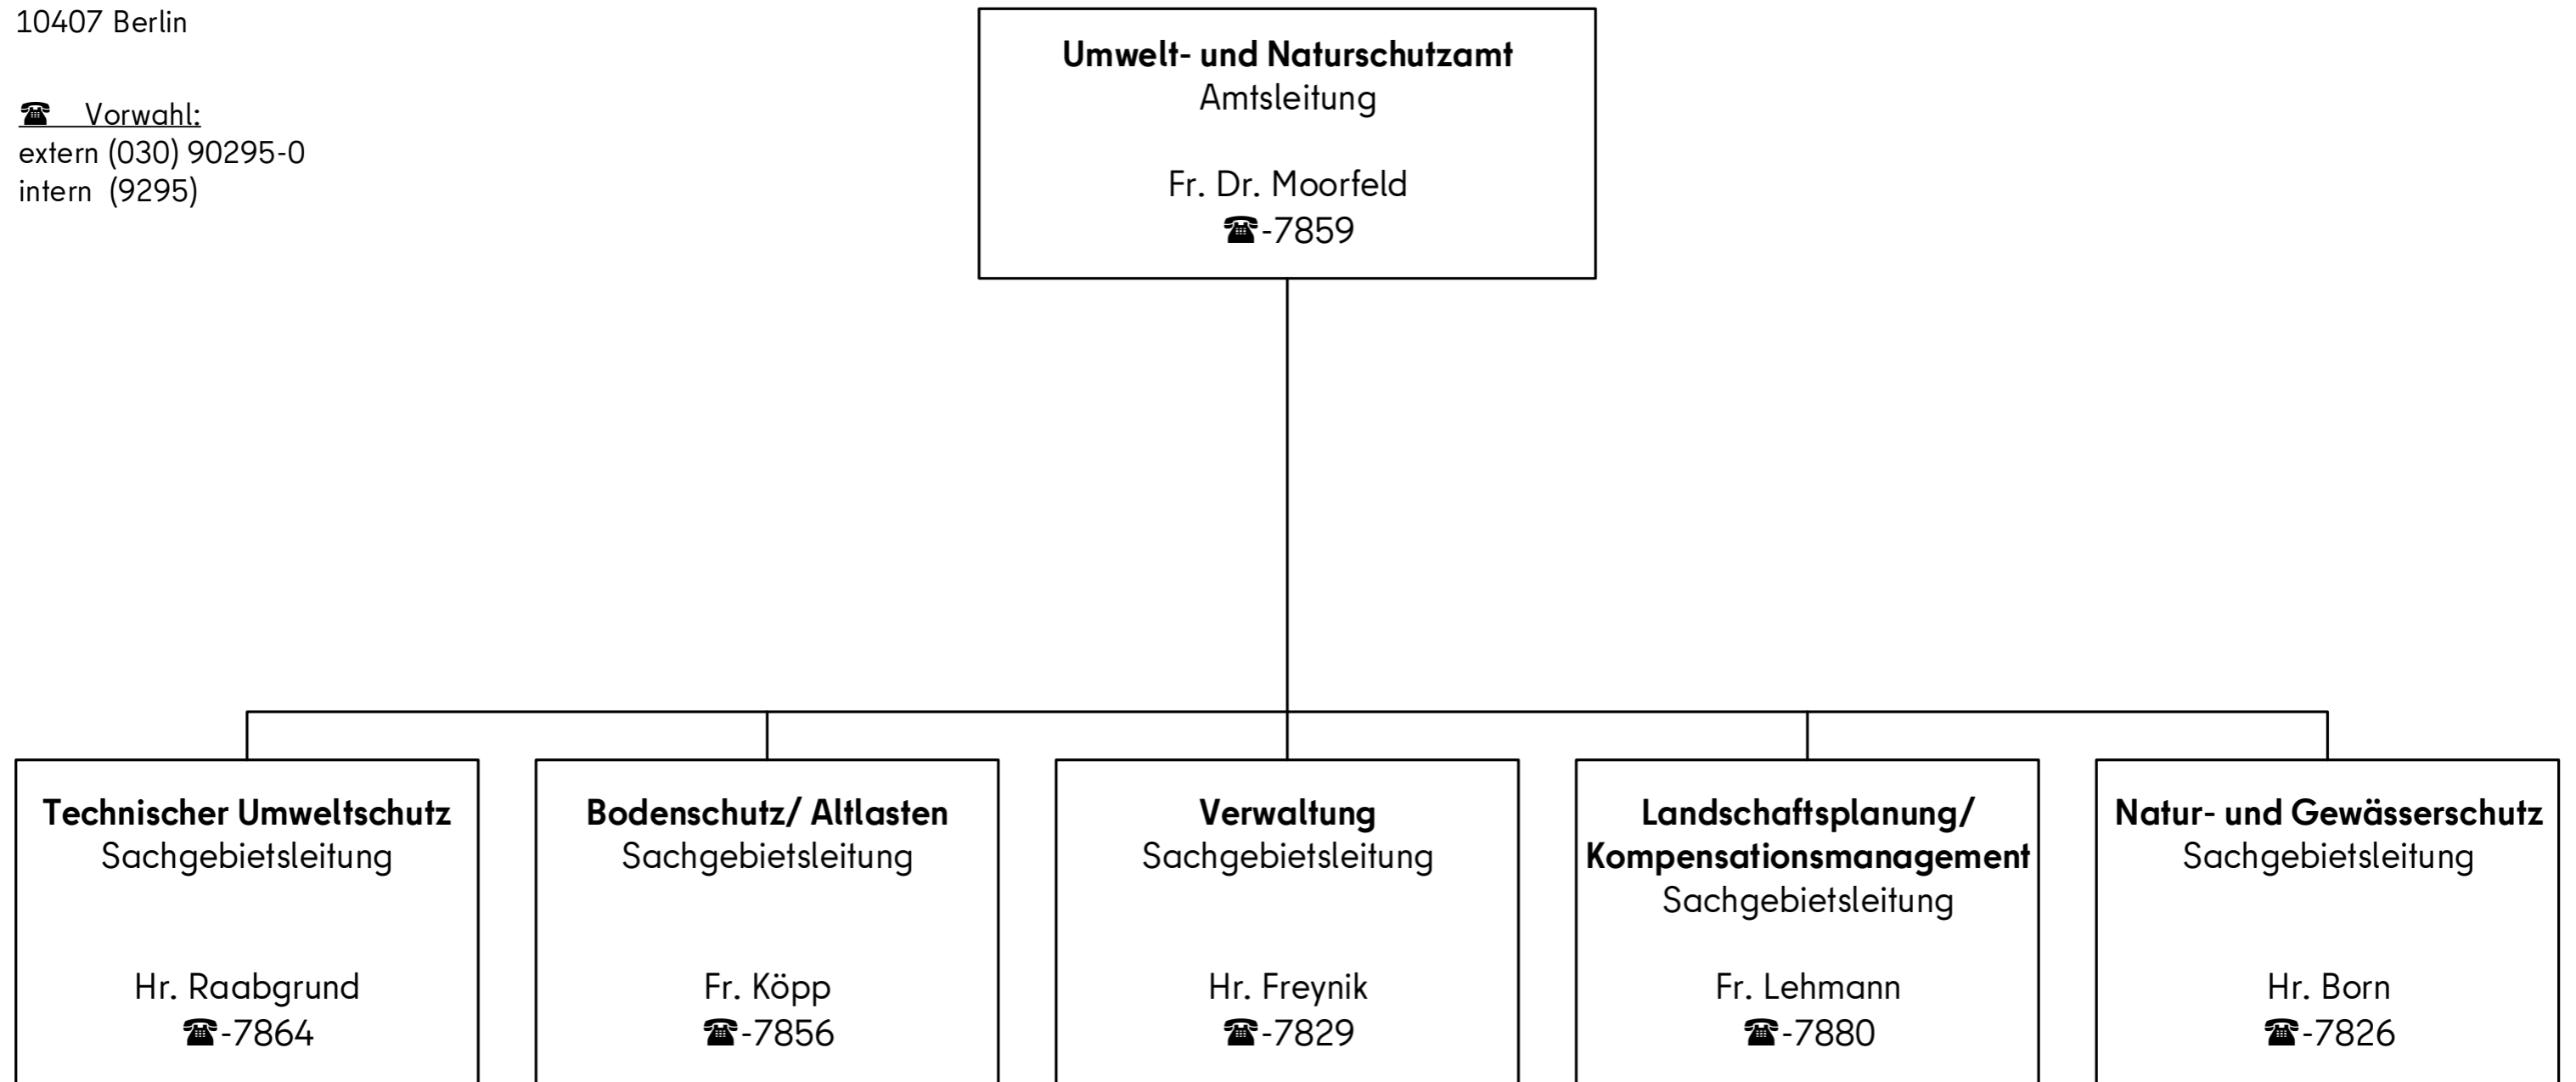 10407 Berlin
☎ Vorwahl:
extern (030) 90295-0
intern (9295)
Umwelt- und Naturschutzamt
Amtsleitung
Fr. Dr. Moorfeld
☎-7859
Technischer Umweltschutz
Sachgebietsleitung
Hr. Raabgrund
☎-7864
Bodenschutz/ Altlasten
Sachgebietsleitung
Fr. Köpp
☎-7856
Verwaltung
Sachgebietsleitung
Hr. Freynik
☎-7829
Landschaftsplanung/
Kompensationsmanagement
Sachgebietsleitung
Fr. Lehmann
☎-7880
Natur- und Gewässerschutz
Sachgebietsleitung
Hr. Born
☎-7826